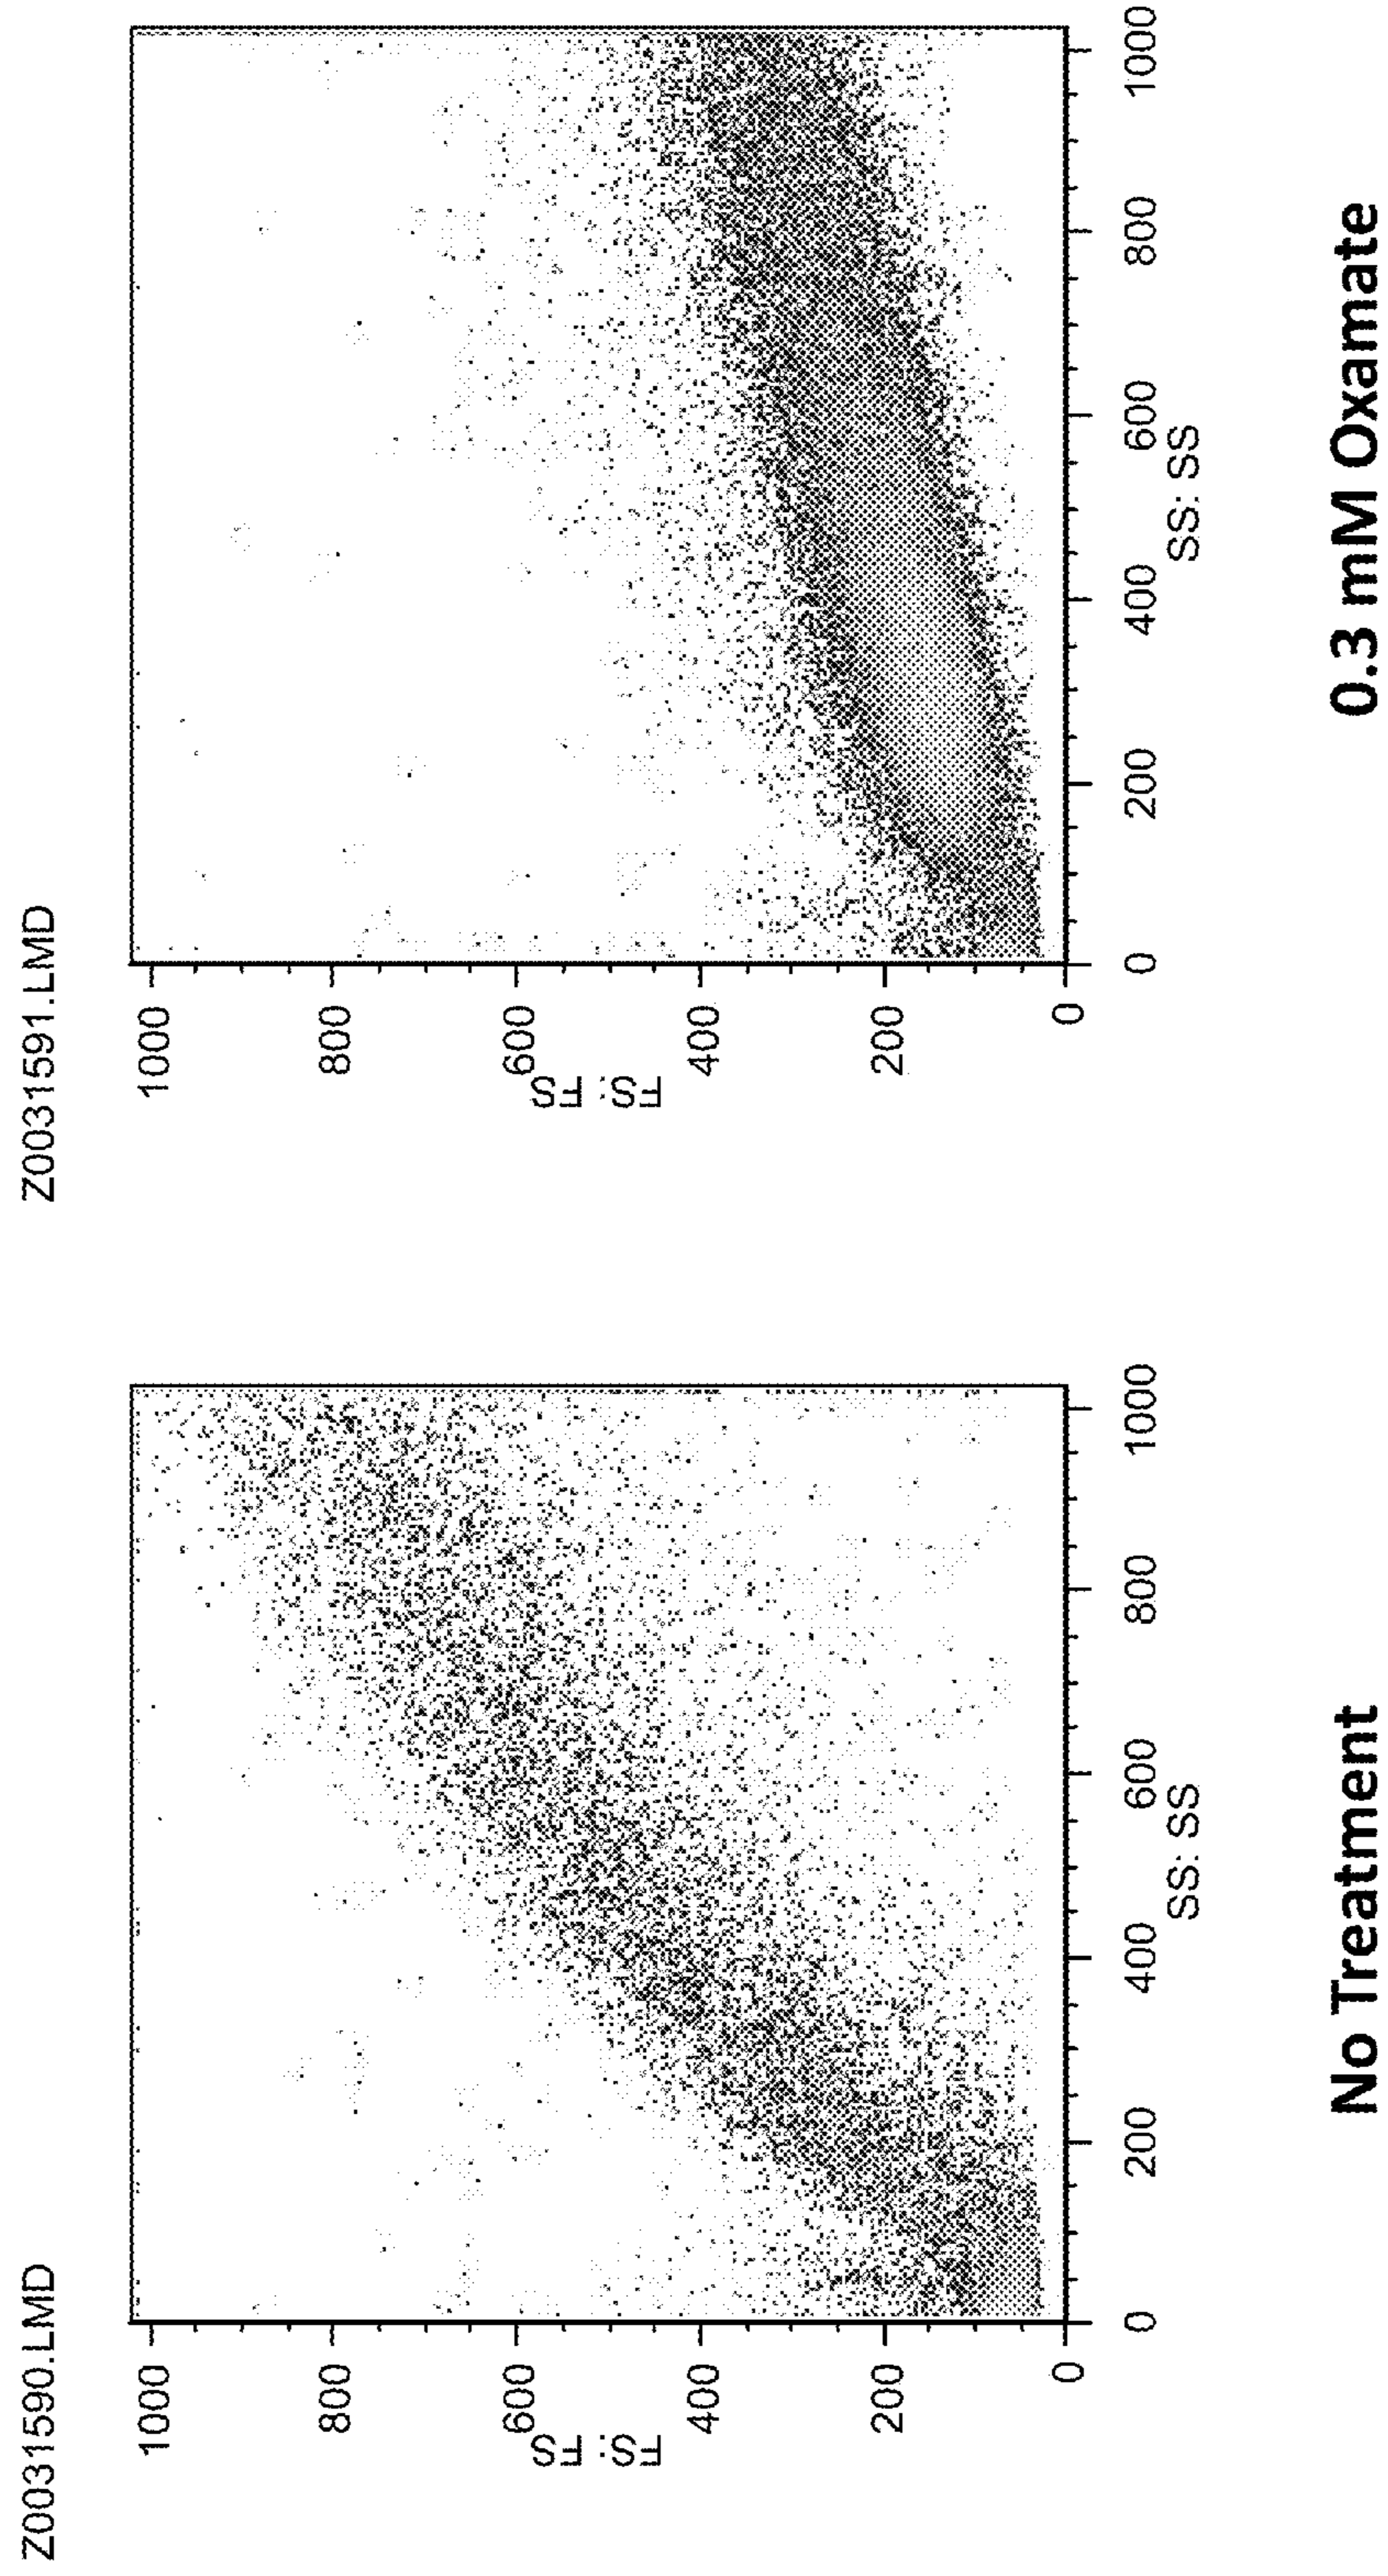 Z0031590.LMD
1000
800
600
FS: FS
400
200
0
0 200 400 600 800 1000
SS: SS
No Treatment
Z0031591.LMD
1000
800
600
FS: FS
400
200
0
0 200 400 600 800 1000
SS: SS
0.3 mM Oxamate